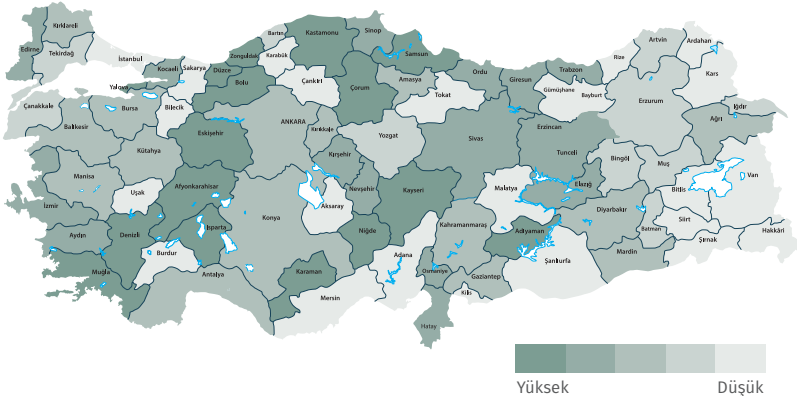 Kırklareli
Edirne
Tekirdağ
İstanbul
Kocaeli
Sakarya
Yalova
Düzce
Bolu
Zonguldak
Bartın
Karabük
Kastamonu
Sinop
Samsun
Çankırı
Çorum
Amasya
Tokat
Ordu
Giresun
Trabzon
Gümüşhane
Bayburt
Rize
Artvin
Ardahan
Kars
Iğdır
Ağrı
Erzurum
Erzincan
Çanakkale
Balıkesir
Bursa
Bilecik
Eskişehir
ANKARA
Kırıkkale
Kırşehir
Yozgat
Sivas
Tunceli
Bingöl
Muş
Bitlis
Van
Elazığ
Malatya
Kütahya
Manisa
Uşak
Afyonkarahisar
İzmir
Aydın
Denizli
Isparta
Burdur
Muğla
Antalya
Konya
Aksaray
Nevşehir
Kayseri
Niğde
Karaman
Mersin
Adana
Kahramanmaraş
Osmaniye
Gaziantep
Kilis
Hatay
Adıyaman
Şanlıurfa
Diyarbakır
Batman
Siirt
Mardin
Şırnak
Hakkâri
Yüksek Düşük